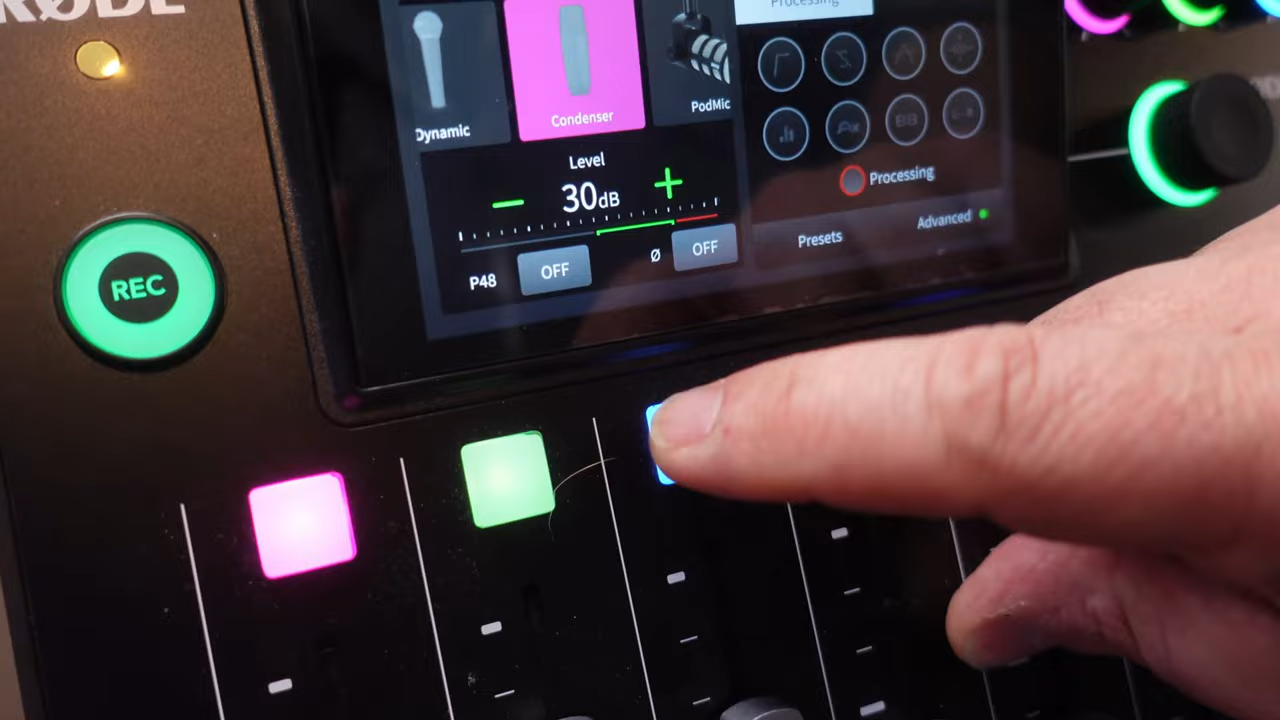 RØDE
Processing
Dynamic
Condenser
PodMic
Level
30dB
P48
OFF
Ø
OFF
Processing
Presets
Advanced
REC